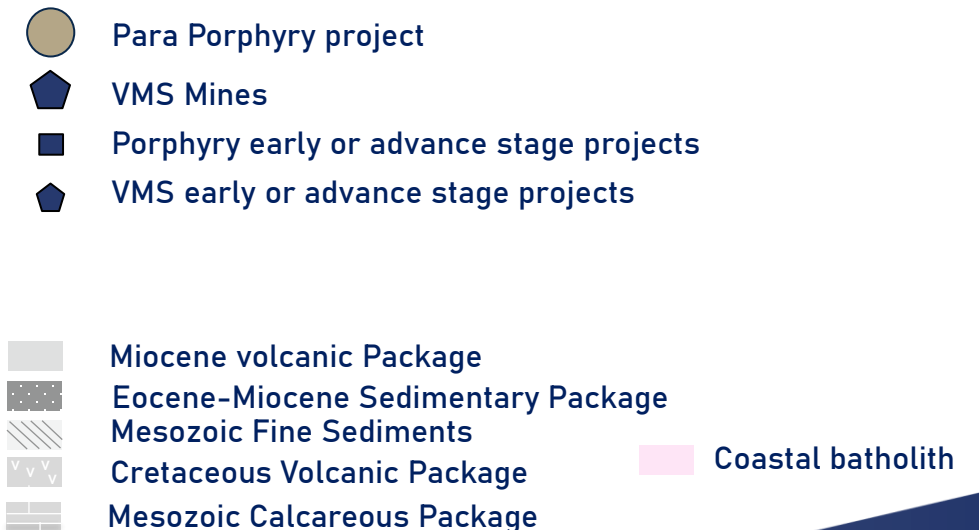 Para Porphyry project
VMS Mines
Porphyry early or advance stage projects
VMS early or advance stage projects
Miocene volcanic Package
Eocene-Miocene Sedimentary Package
Mesozoic Fine Sediments
Cretaceous Volcanic Package
Coastal batholith
Mesozoic Calcareous Package